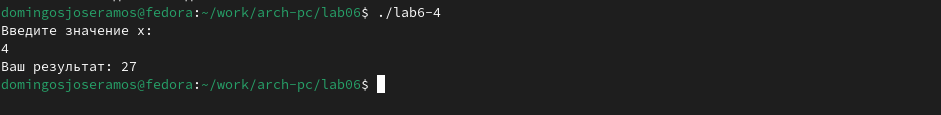 domingosjoseramos@fedora:~/work/arch-pc/lab06$ ./lab6-4
Введите значение x:
4
Ваш результат: 27
domingosjoseramos@fedora:~/work/arch-pc/lab06$